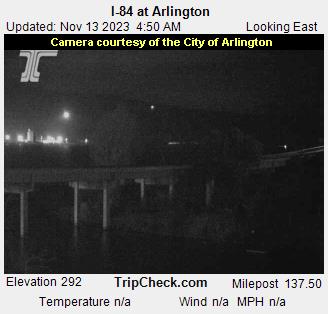 I-84 at Arlington
Updated: Nov 13 2023 4:50 AM Looking East
Camera courtesy of the City of Arlington
Elevation 292 TripCheck.com Milepost 137.50
Temperature n/a Wind n/a MPH n/a